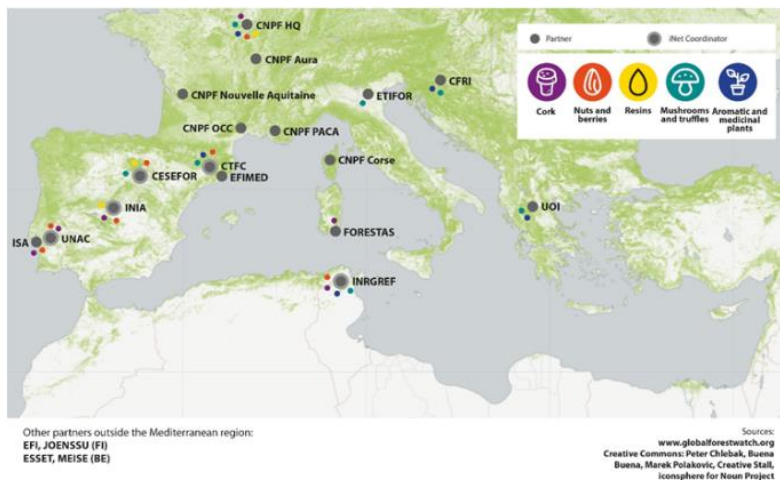 CNPF HQ
CNPF Aura
CNPF Nouvelle Aquitaine
CNPF OCC
CNPF PACA
ETIFOR
CFRI
CTFC
EFIMED
CESEFOR
CNPF Corse
INIA
UNAC
ISA
FORESTAS
UOI
INRGREF
Partner
iNet Coordinator
Cork
Nuts and
berries
Resins
Mushrooms
and truffles
Aromatic and
medicinal
plants
Other partners outside the Mediterranean region:
EFI, JOENSSU (FI)
ESSET, MEISE (BE)
Sources:
www.globalforestwatch.org
Creative Commons: Peter Chlebak, Buena
Buena, Marek Polakovic, Creative Stall,
iconsphere for Noun Project